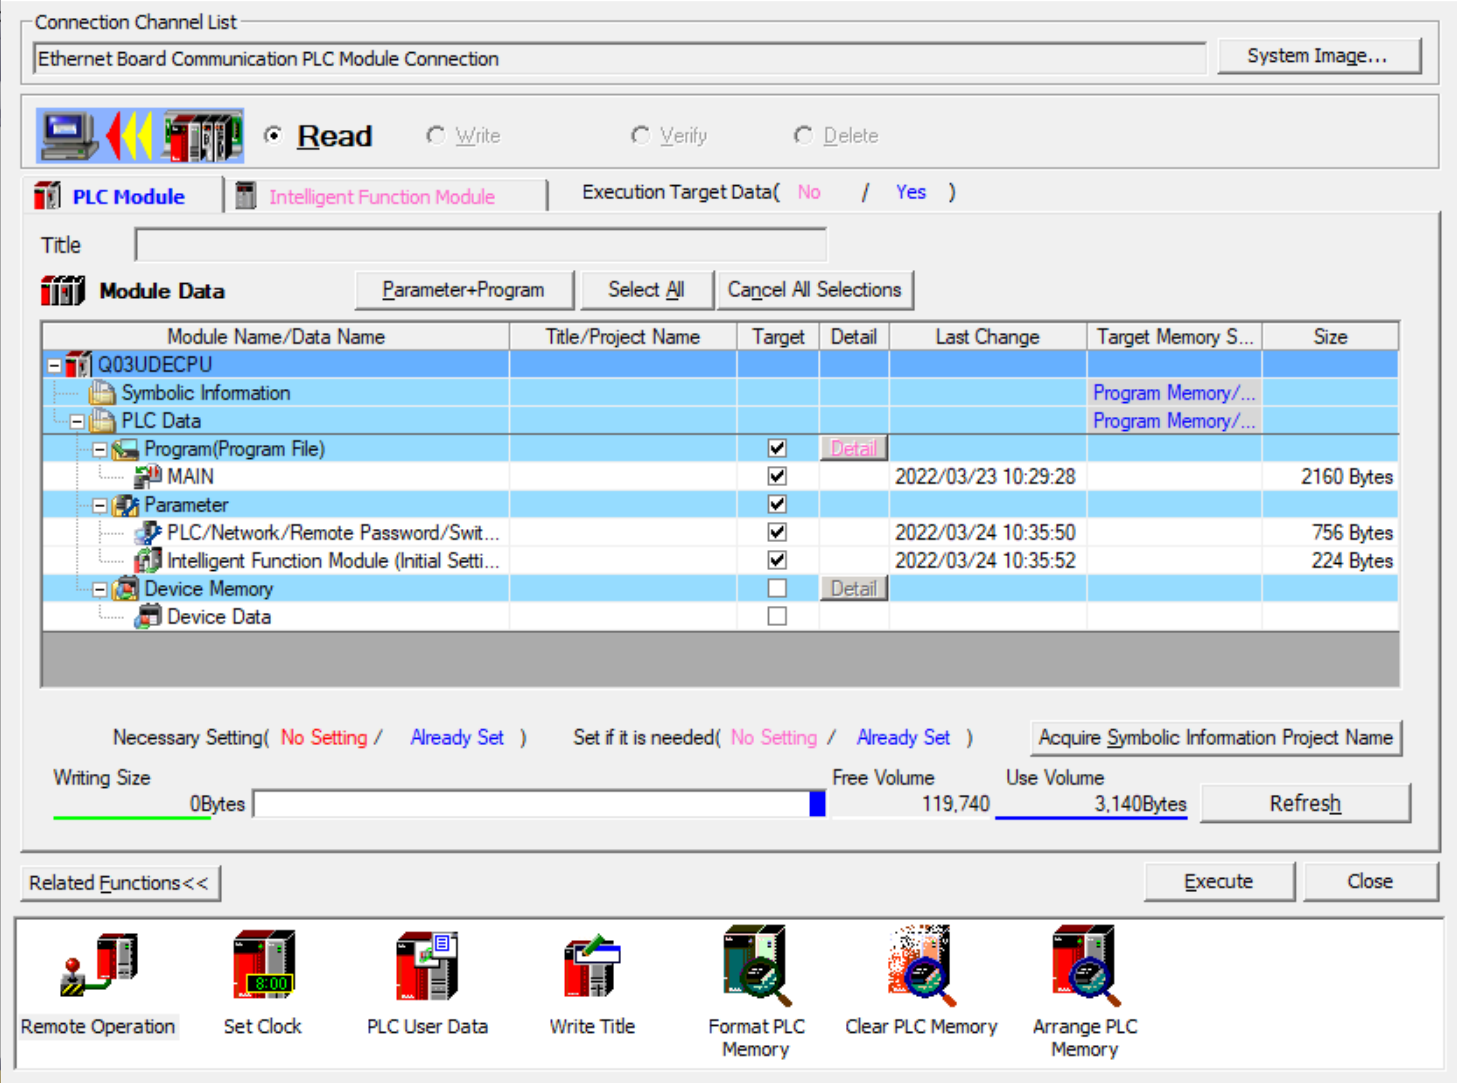 Connection Channel List
Ethernet Board Communication PLC Module Connection
System Image...
Read
Write
Verify
Delete
PLC Module
Intelligent Function Module
Execution Target Data( No / Yes )
Title
Module Data
Parameter+Program
Select All
Cancel All Selections
Module Name/Data Name Title/Project Name Target Detail Last Change Target Memory S... Size
Q03UDECPU
Symbolic Information Program Memory/...
PLC Data Program Memory/...
Program(Program File) Detail
MAIN 2022/03/23 10:29:28 2160 Bytes
Parameter
PLC/Network/Remote Password/Swit... 2022/03/24 10:35:50 756 Bytes
Intelligent Function Module (Initial Setti... 2022/03/24 10:35:52 224 Bytes
Device Memory Detail
Device Data
Necessary Setting( No Setting / Already Set )
Set if it is needed( No Setting / Already Set )
Acquire Symbolic Information Project Name
Writing Size
Free Volume
Use Volume
0Bytes
119,740
3,140Bytes
Refresh
Related Functions<<
Execute
Close
8:00
Remote Operation
Set Clock
PLC User Data
Write Title
Format PLC
Memory
Clear PLC Memory
Arrange PLC
Memory